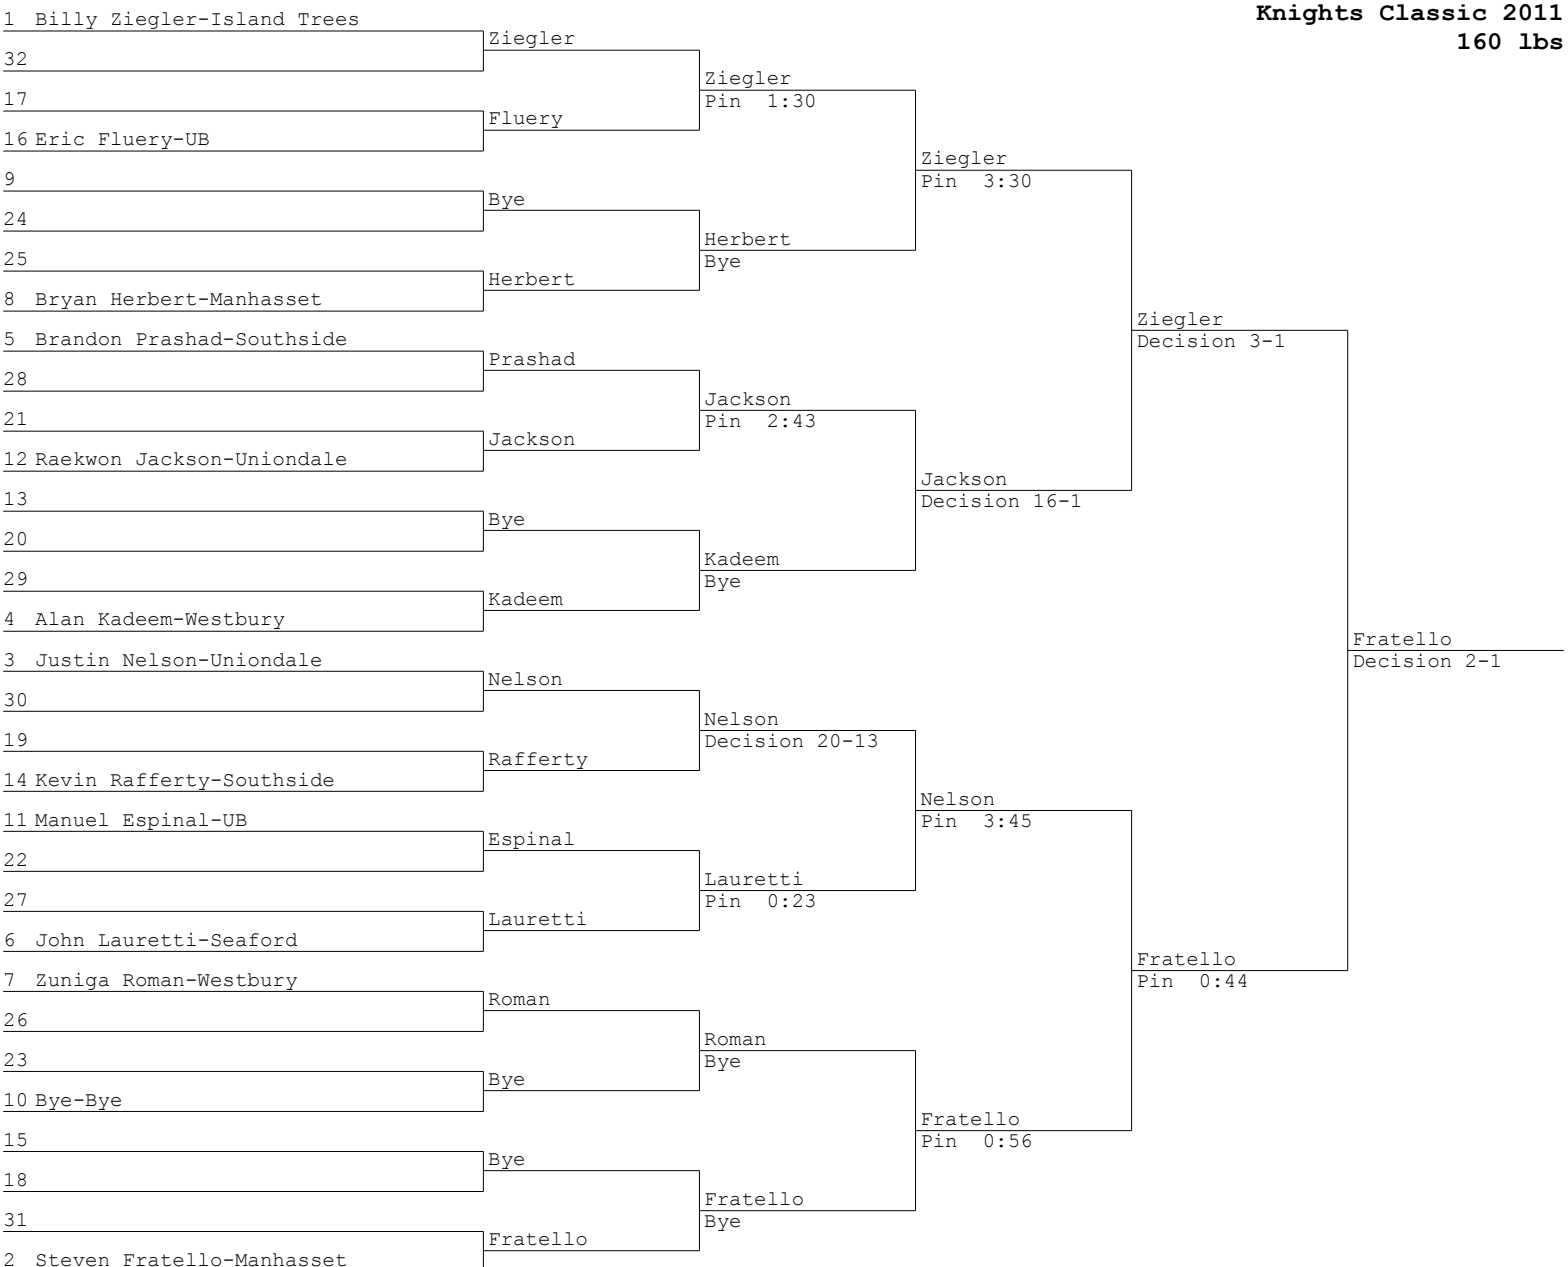 Knights Classic 2011
160 lbs
1 Billy Ziegler-Island Trees
32
17
16 Eric Fluery-UB
9
24
25
8 Bryan Herbert-Manhasset
5 Brandon Prashad-Southside
28
21
12 Raekwon Jackson-Uniondale
13
20
29
4 Alan Kadeem-Westbury
3 Justin Nelson-Uniondale
30
19
14 Kevin Rafferty-Southside
11 Manuel Espinal-UB
22
27
6 John Lauretti-Seaford
7 Zuniga Roman-Westbury
26
23
10 Bye-Bye
15
18
31
2 Steven Fratello-Manhasset
Ziegler
Fluery
Bye
Herbert
Prashad
Jackson
Bye
Kadeem
Nelson
Rafferty
Espinal
Lauretti
Roman
Bye
Bye
Fratello
Ziegler
Pin 1:30
Herbert
Bye
Jackson
Pin 2:43
Kadeem
Bye
Nelson
Decision 20-13
Lauretti
Pin 0:23
Roman
Bye
Fratello
Bye
Ziegler
Pin 3:30
Jackson
Decision 16-1
Nelson
Pin 3:45
Fratello
Pin 0:56
Ziegler
Decision 3-1
Fratello
Pin 0:44
Fratello
Decision 2-1